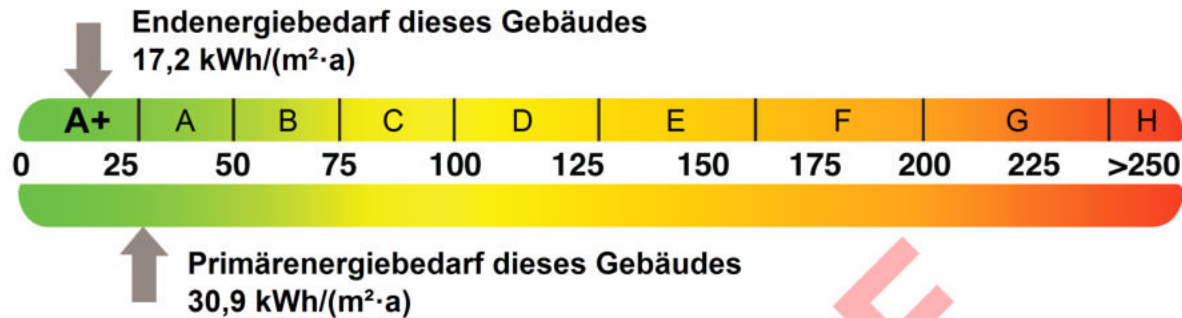 Endenergiebedarf dieses Gebäudes
17,2 kWh/(m²·a)
A+ A B C D E F G H
0 25 50 75 100 125 150 175 200 225 >250
Primärenergiebedarf dieses Gebäudes
30,9 kWh/(m²·a)